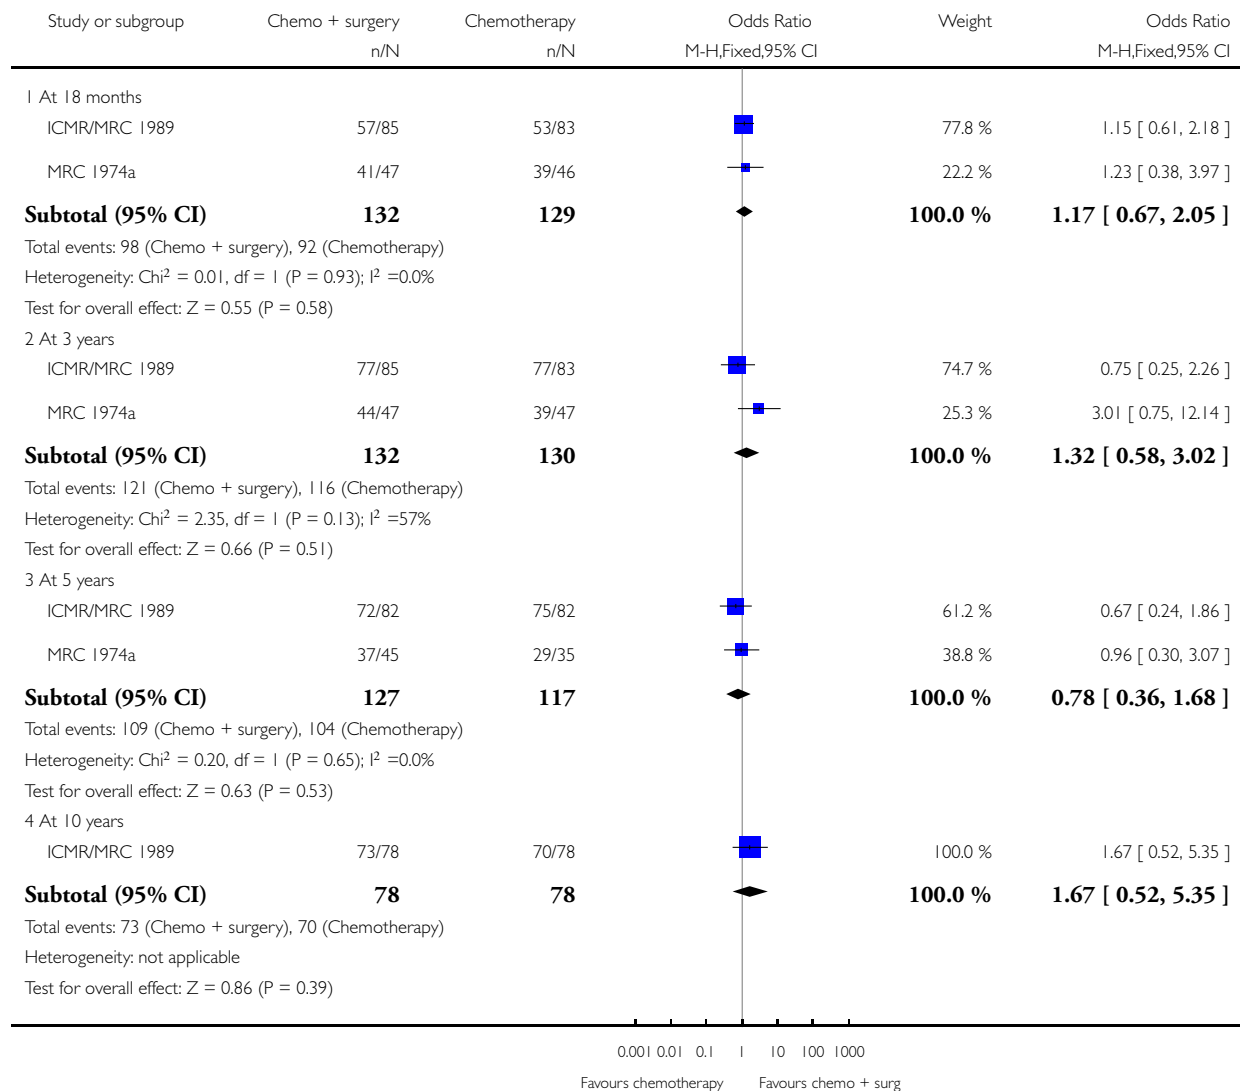 Study or subgroup Chemo + surgery Chemotherapy Odds Ratio Weight Odds Ratio
n/N n/N M-H,Fixed,95% CI M-H,Fixed,95% CI
1 At 18 months
ICMR/MRC 1989 57/85 53/83 77.8 % 1.15 [ 0.61, 2.18 ]
MRC 1974a 41/47 39/46 22.2 % 1.23 [ 0.38, 3.97 ]
Subtotal (95% CI) 132 129 100.0 % 1.17 [ 0.67, 2.05 ]
Total events: 98 (Chemo + surgery), 92 (Chemotherapy)
Heterogeneity: Chi² = 0.01, df = 1 (P = 0.93); I² =0.0%
Test for overall effect: Z = 0.55 (P = 0.58)
2 At 3 years
ICMR/MRC 1989 77/85 77/83 74.7 % 0.75 [ 0.25, 2.26 ]
MRC 1974a 44/47 39/47 25.3 % 3.01 [ 0.75, 12.14 ]
Subtotal (95% CI) 132 130 100.0 % 1.32 [ 0.58, 3.02 ]
Total events: 121 (Chemo + surgery), 116 (Chemotherapy)
Heterogeneity: Chi² = 2.35, df = 1 (P = 0.13); I² =57%
Test for overall effect: Z = 0.66 (P = 0.51)
3 At 5 years
ICMR/MRC 1989 72/82 75/82 61.2 % 0.67 [ 0.24, 1.86 ]
MRC 1974a 37/45 29/35 38.8 % 0.96 [ 0.30, 3.07 ]
Subtotal (95% CI) 127 117 100.0 % 0.78 [ 0.36, 1.68 ]
Total events: 109 (Chemo + surgery), 104 (Chemotherapy)
Heterogeneity: Chi² = 0.20, df = 1 (P = 0.65); I² =0.0%
Test for overall effect: Z = 0.63 (P = 0.53)
4 At 10 years
ICMR/MRC 1989 73/78 70/78 100.0 % 1.67 [ 0.52, 5.35 ]
Subtotal (95% CI) 78 78 100.0 % 1.67 [ 0.52, 5.35 ]
Total events: 73 (Chemo + surgery), 70 (Chemotherapy)
Heterogeneity: not applicable
Test for overall effect: Z = 0.86 (P = 0.39)
0.001 0.01 0.1 1 10 100 1000
Favours chemotherapy Favours chemo + surg